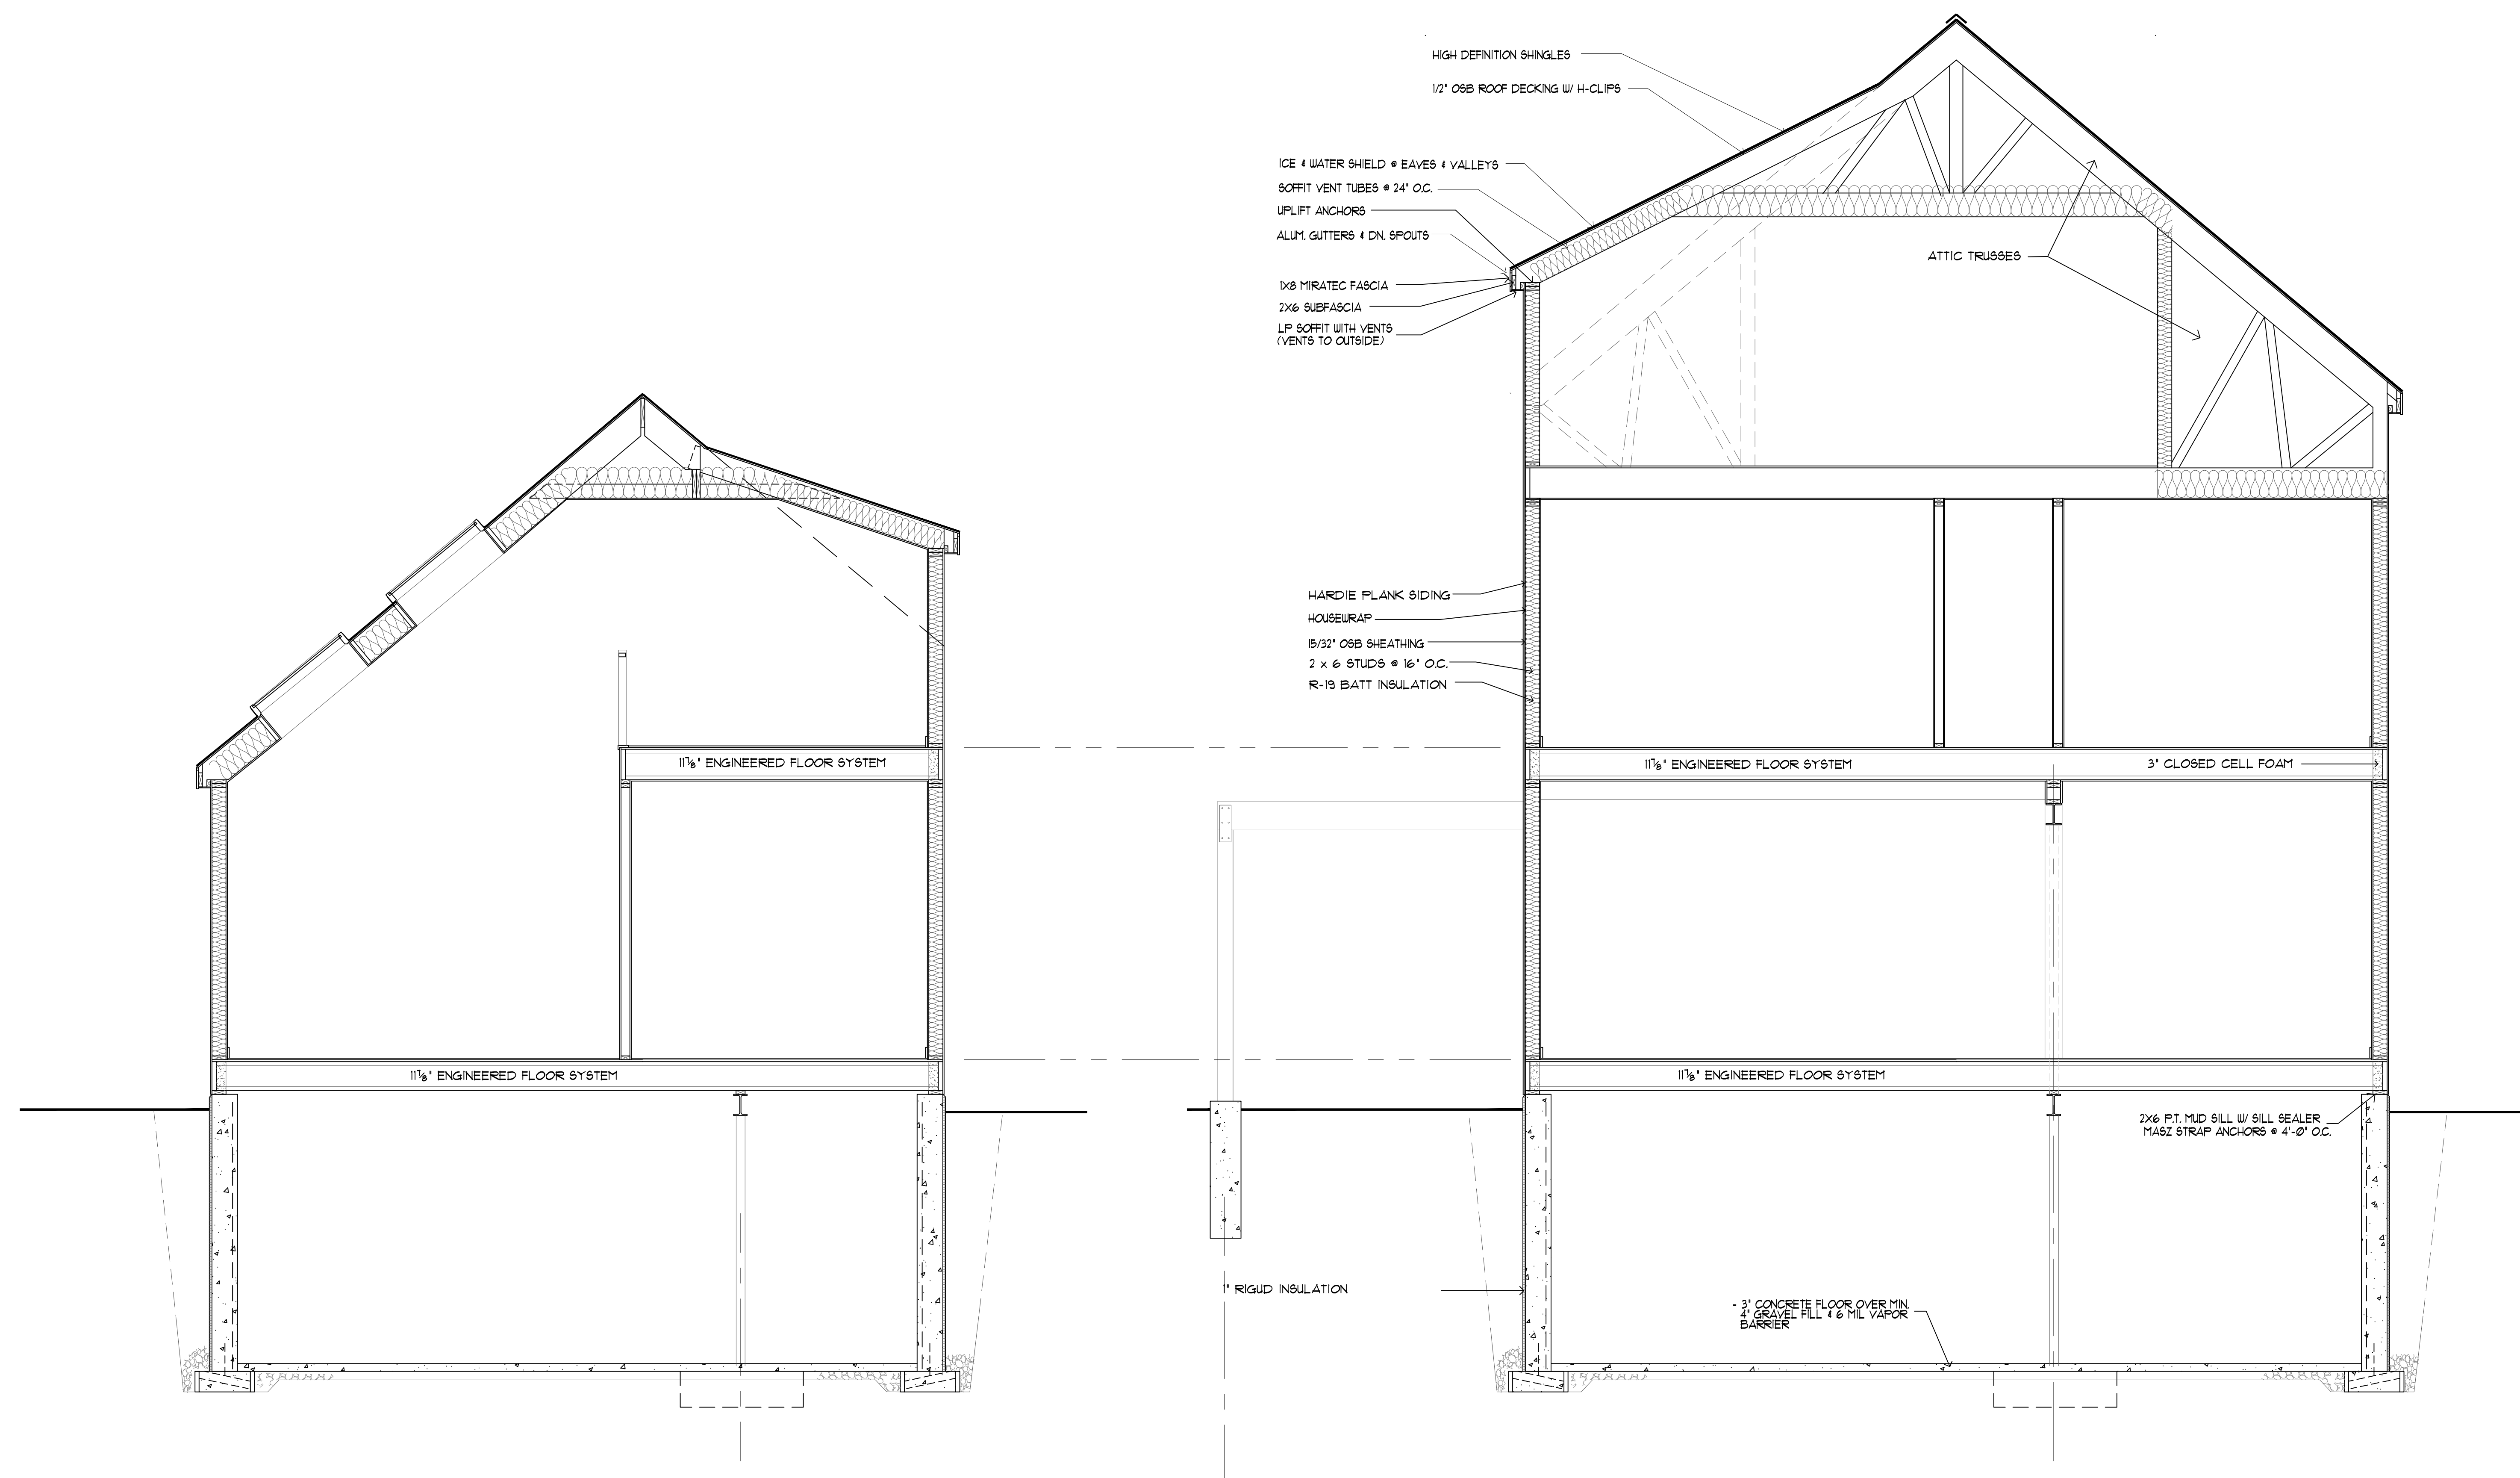 HIGH DEFINITION SHINGLES
1/2" OSB ROOF DECKING W/ H-CLIPS
ICE & WATER SHIELD @ EAVES & VALLEYS
SOFFIT VENT TUBES @ 24" O.C.
UPLIFT ANCHORS
ALUM. GUTTERS & DN. SPOUTS
1X8 MIRATEC FASCIA
2X6 SUBFASCIA
LP SOFFIT WITH VENTS
(VENTS TO OUTSIDE)
ATTIC TRUSSES
HARDIE PLANK SIDING
HOUSEWRAP
15/32" OSB SHEATHING
2 x 6 STUDS @ 16" O.C.
R-19 BATT INSULATION
11⅞" ENGINEERED FLOOR SYSTEM
11⅞" ENGINEERED FLOOR SYSTEM
3" CLOSED CELL FOAM
11⅞" ENGINEERED FLOOR SYSTEM
11⅞" ENGINEERED FLOOR SYSTEM
2X6 P.T. MUD SILL W/ SILL SEALER
MASZ STRAP ANCHORS @ 4'-0" O.C.
1" RIGUD INSULATION
- 3" CONCRETE FLOOR OVER MIN.
4" GRAVEL FILL & 6 MIL VAPOR
BARRIER